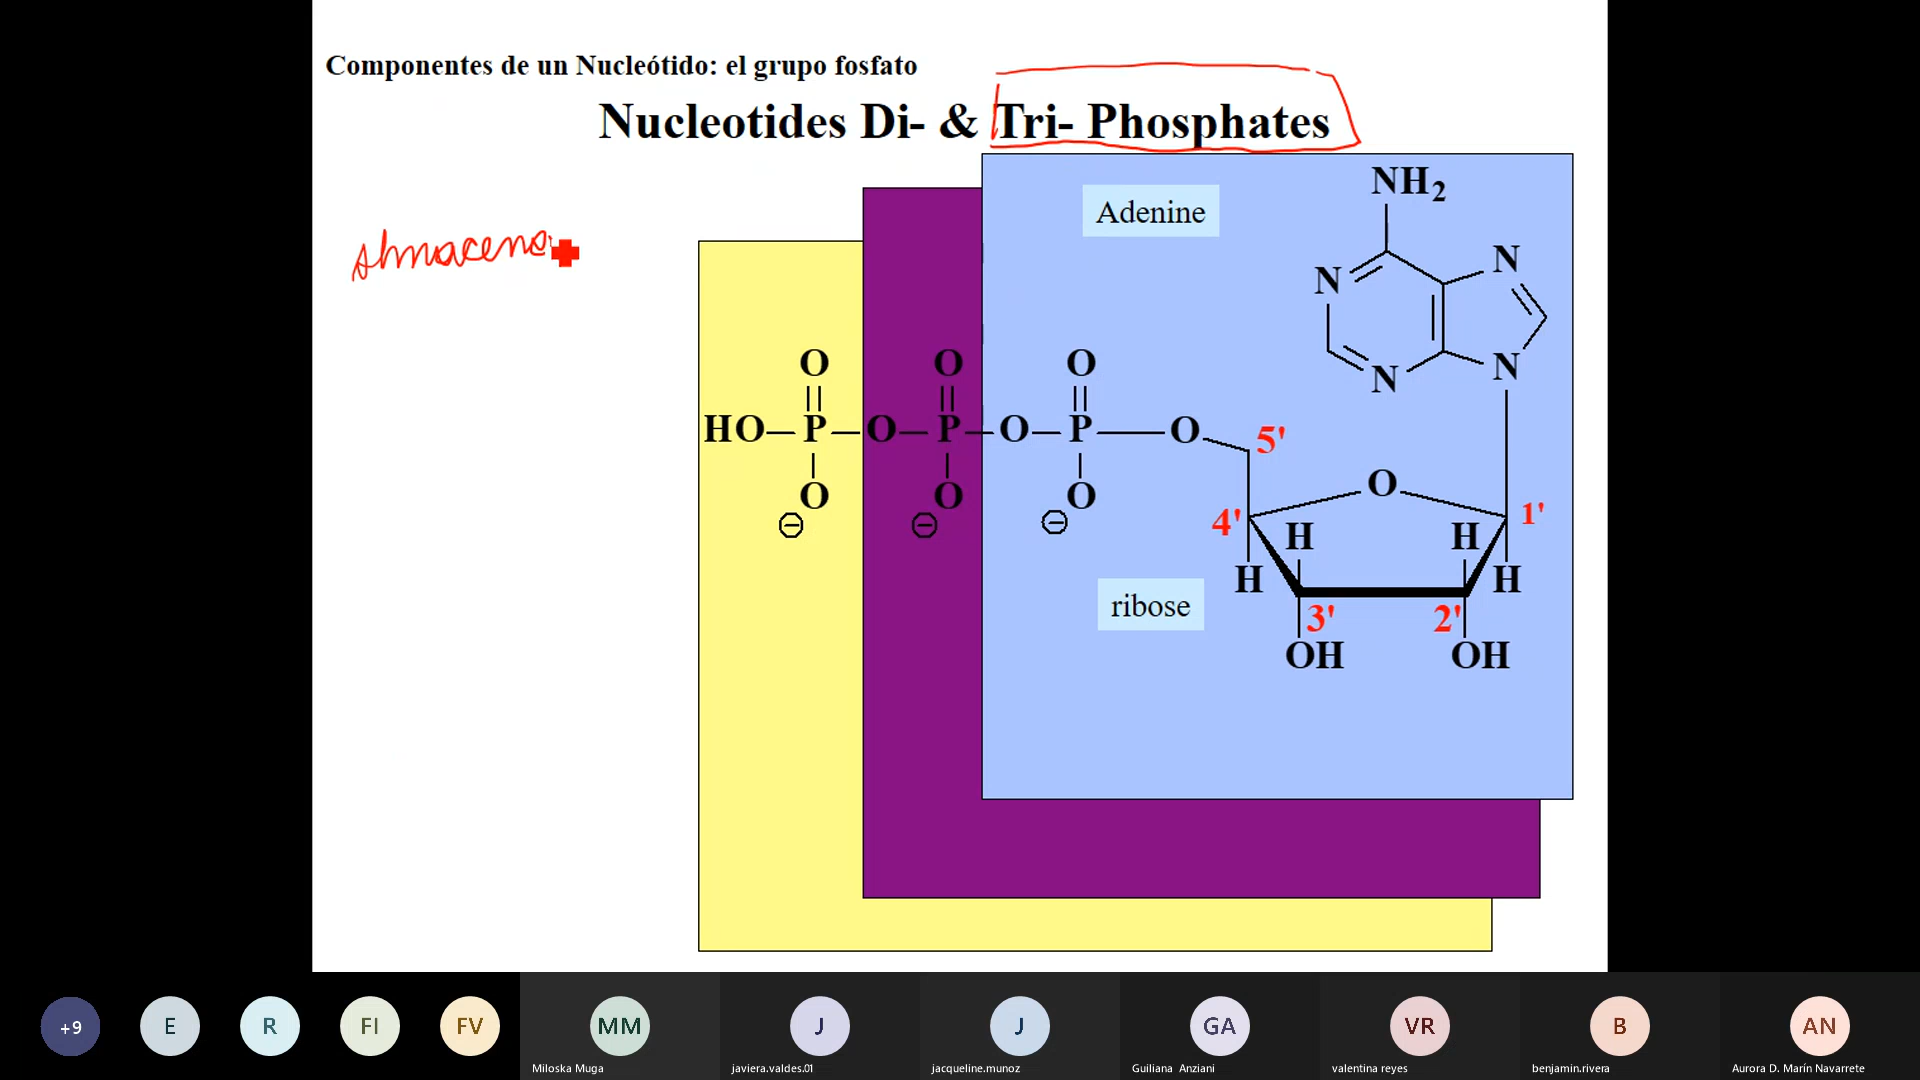 Componentes de un Nucleótido: el grupo fosfato
Nucleotides Di- & Tri- Phosphates
Adenine
NH2
N
N
N
N
almacena
O
O
O
HO P O P O P O
5'
O
O
O
O
4'
1'
H
H
H
H
ribose
3'
2'
OH
OH
+9
E
R
FI
FV
MM
J
J
GA
VR
B
AN
Miloska Muga
javiera.valdes.01
jacqueline.munoz
Guiliana Anziani
valentina reyes
benjamin.rivera
Aurora D. Marín Navarrete